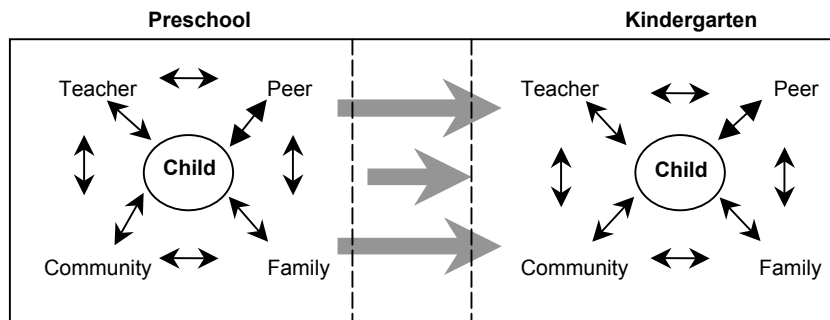 Preschool Kindergarten
Teacher Peer Teacher Peer
Child Child
Community Family Community Family